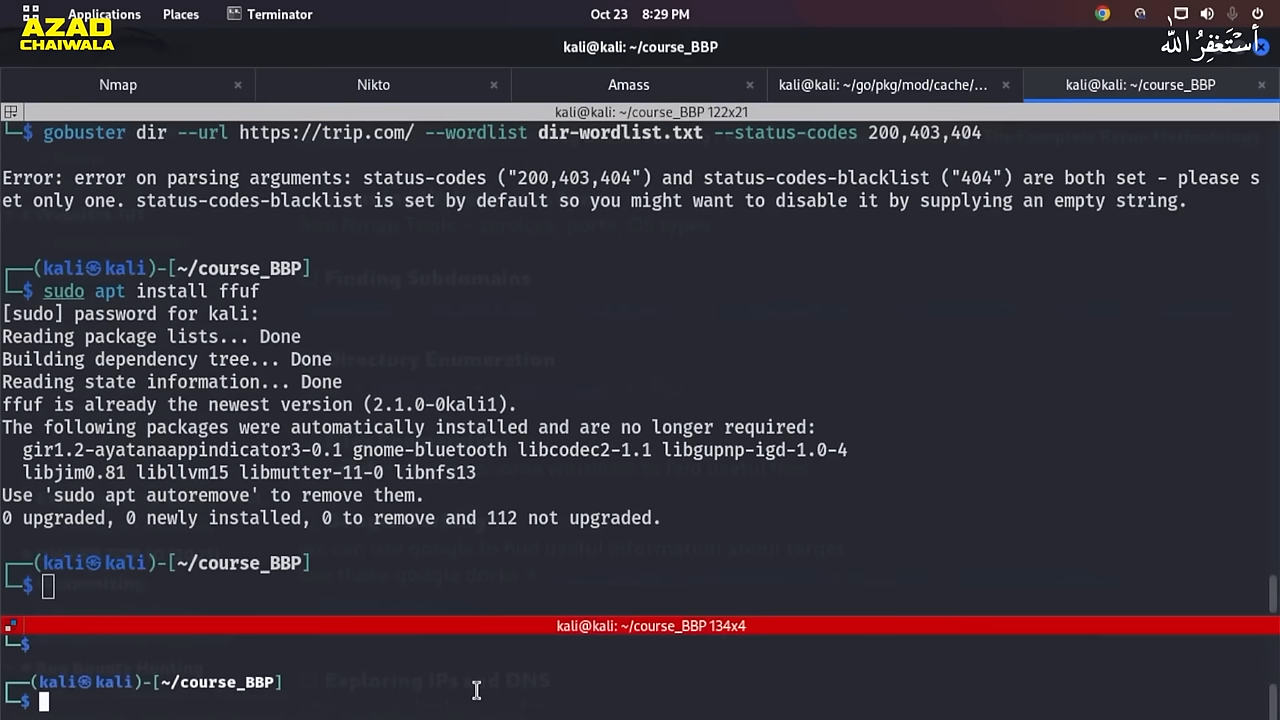 Applications Places Terminator Oct 23 8:29 PM
AZAD
CHAIWALA
kali@kali: ~/course_BBP
أستغفر الله
Nmap × Nikto × Amass × kali@kali: ~/go/pkg/mod/cache/... × kali@kali: ~/course_BBP ×
kali@kali: ~/course_BBP 122x21
└─$ gobuster dir --url https://trip.com/ --wordlist dir-wordlist.txt --status-codes 200,403,404
Error: error on parsing arguments: status-codes ("200,403,404") and status-codes-blacklist ("404") are both set - please s
et only one. status-codes-blacklist is set by default so you might want to disable it by supplying an empty string.
┌──(kali㉿kali)-[~/course_BBP]
└─$ sudo apt install ffuf
[sudo] password for kali:
Reading package lists... Done
Building dependency tree... Done
Reading state information... Done
ffuf is already the newest version (2.1.0-0kali1).
The following packages were automatically installed and are no longer required:
gir1.2-ayatanaappindicator3-0.1 gnome-bluetooth libcodec2-1.1 libgupnp-igd-1.0-4
libjim0.81 libllvm15 libmutter-11-0 libnfs13
Use 'sudo apt autoremove' to remove them.
0 upgraded, 0 newly installed, 0 to remove and 112 not upgraded.
┌──(kali㉿kali)-[~/course_BBP]
└─$
kali@kali: ~/course_BBP 134x4
└─$
┌──(kali㉿kali)-[~/course_BBP]
└─$
Finding Subdomains
Directory Enumeration
Exploring IPs and DNS